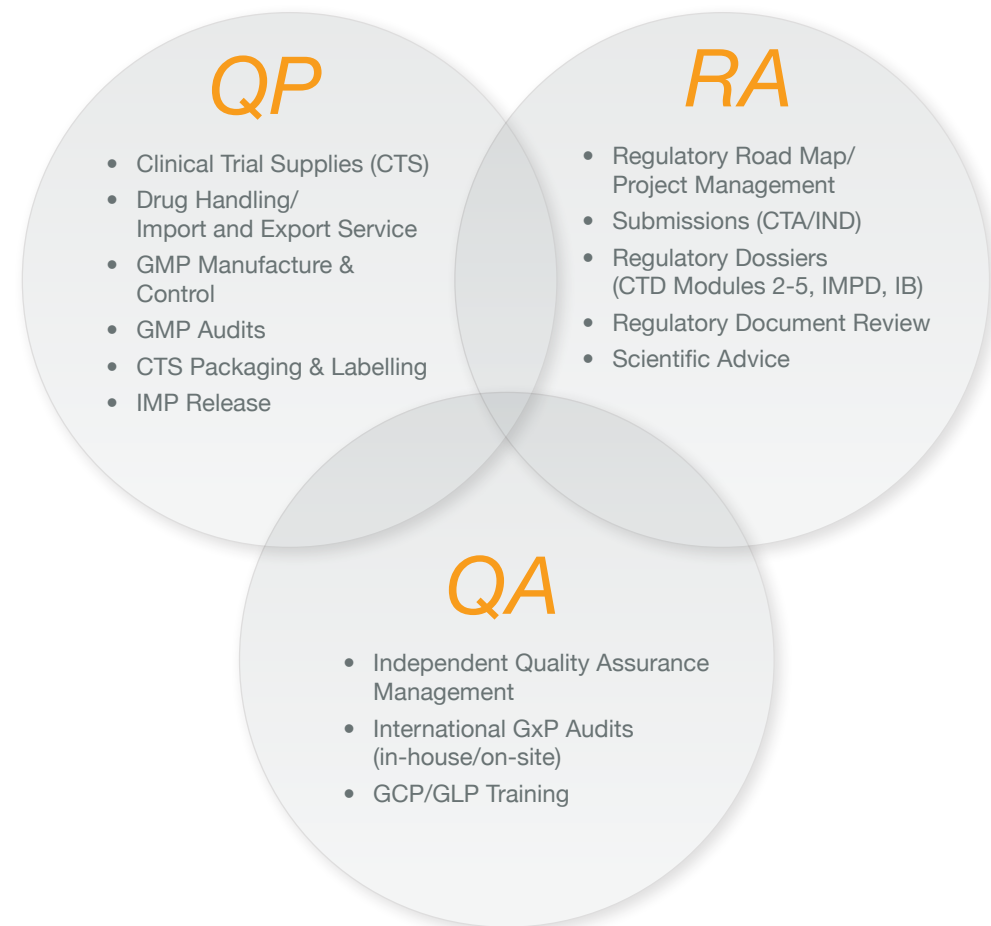 QP
• Clinical Trial Supplies (CTS)
• Drug Handling/
Import and Export Service
• GMP Manufacture &
Control
• GMP Audits
• CTS Packaging & Labelling
• IMP Release
RA
• Regulatory Road Map/
Project Management
• Submissions (CTA/IND)
• Regulatory Dossiers
(CTD Modules 2-5, IMPD, IB)
• Regulatory Document Review
• Scientific Advice
QA
• Independent Quality Assurance
Management
• International GxP Audits
(in-house/on-site)
• GCP/GLP Training